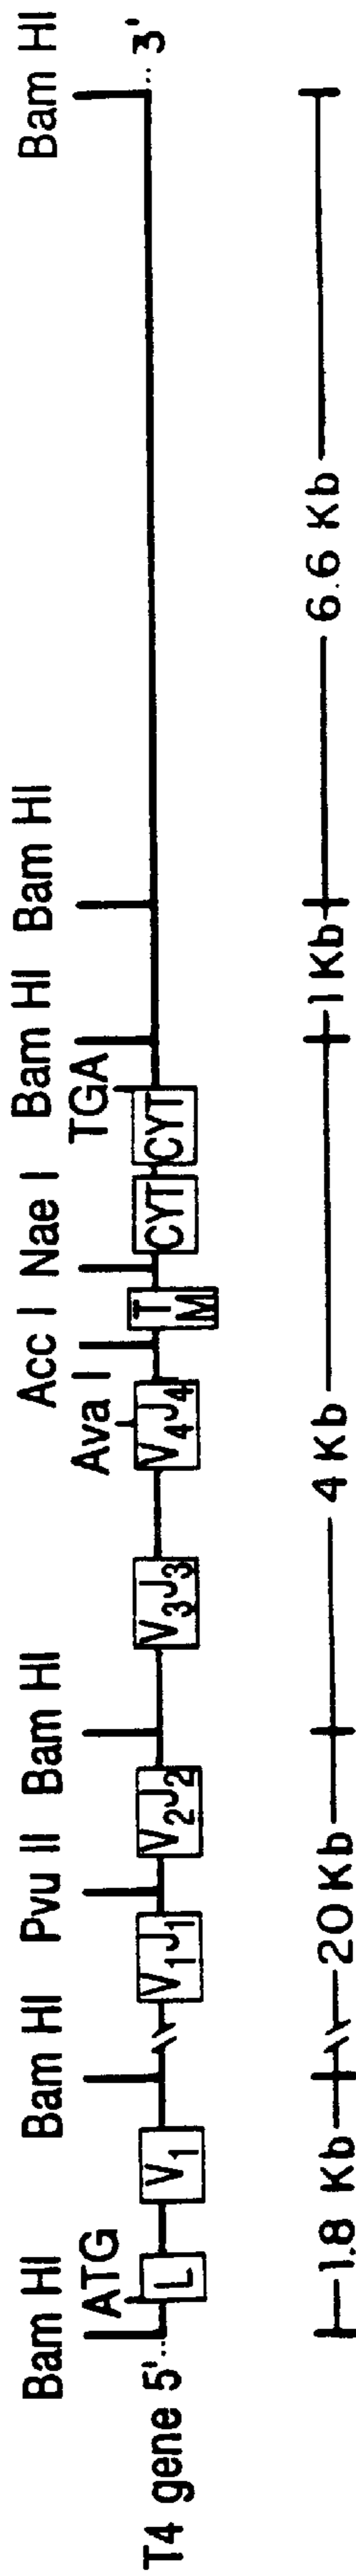 Bam HI Bam HI Pvu II Bam HI Acc I Nae I Bam HI Bam HI Bam HI
ATG Ava I TGA
T4 gene 5'... L V1 V1J1 V2J2 V3J3 V4J4 TM CYT CYT ...3'
1.8 Kb 20 Kb 4 Kb 1 Kb 6.6 Kb